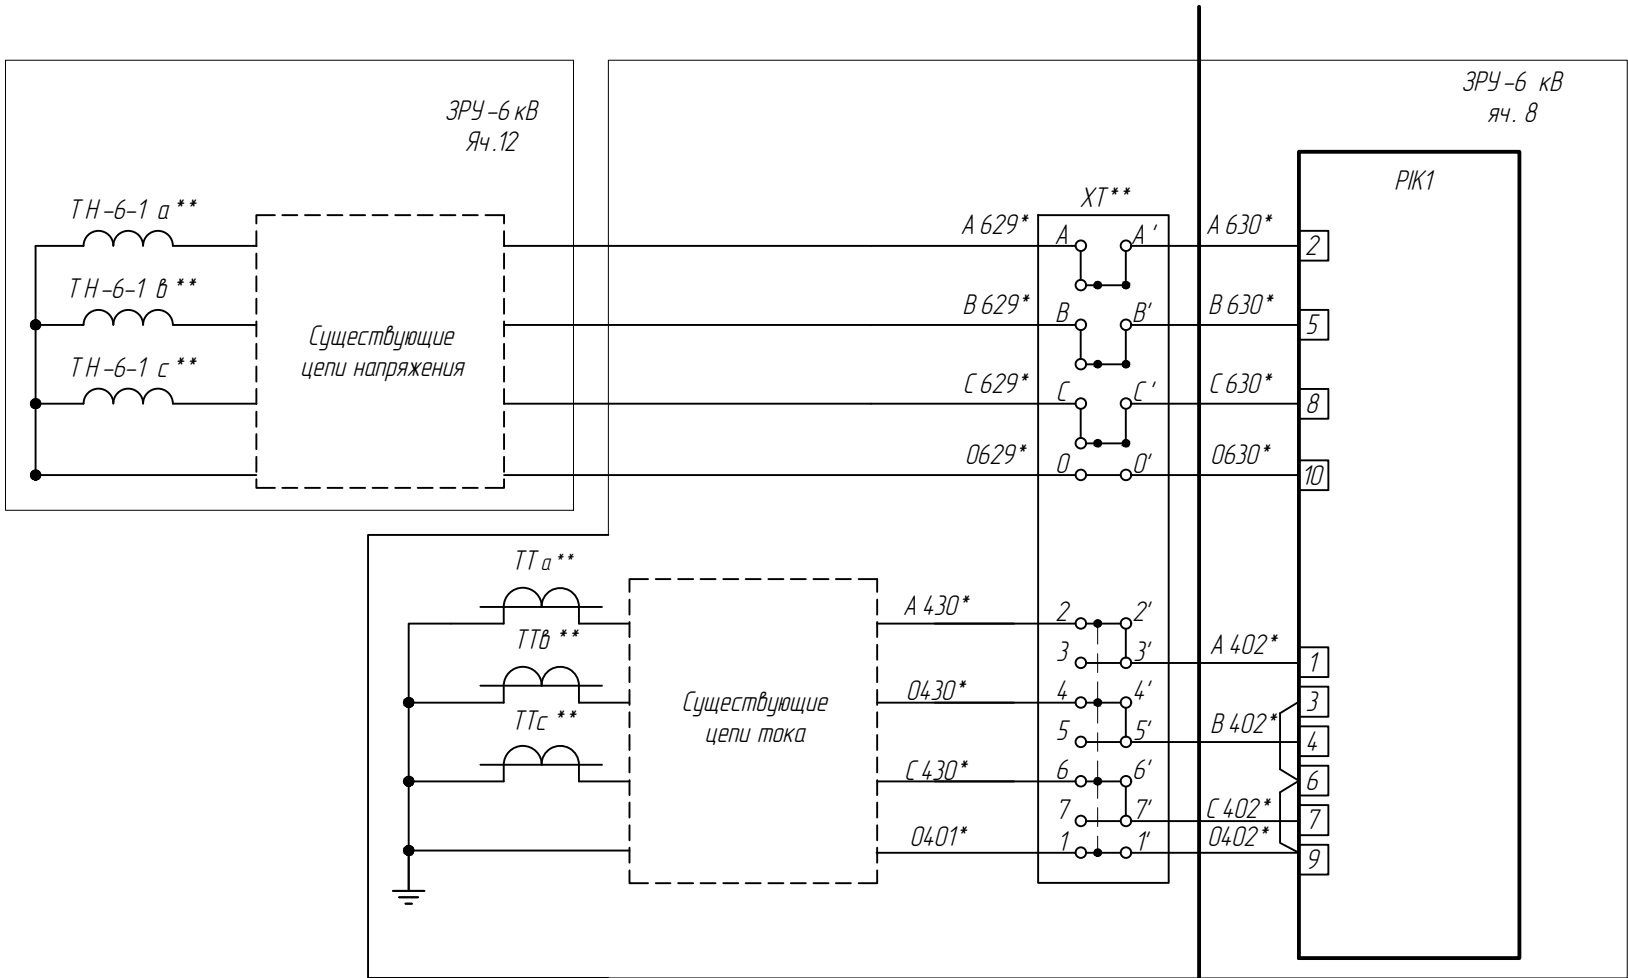 ЗРУ-6 кВ
Яч.12
ЗРУ-6 кВ
яч. 8
PIK1
ТН-6-1 а**
ТН-6-1 в**
ТН-6-1 с**
Существующие
цепи напряжения
ХТ**
А 629*
А
А'
А 630*
2
В 629*
В
В'
В 630*
5
С 629*
С
С'
С 630*
8
0629*
0
0'
0630*
10
ТТа**
ТТв**
ТТс**
Существующие
цепи тока
А 430*
2
2'
3
3'
А 402*
1
0430*
4
4'
3
5
5'
В 402*
4
С 430*
6
6'
6
7
7'
С 402*
7
0401*
1
1'
0402*
9